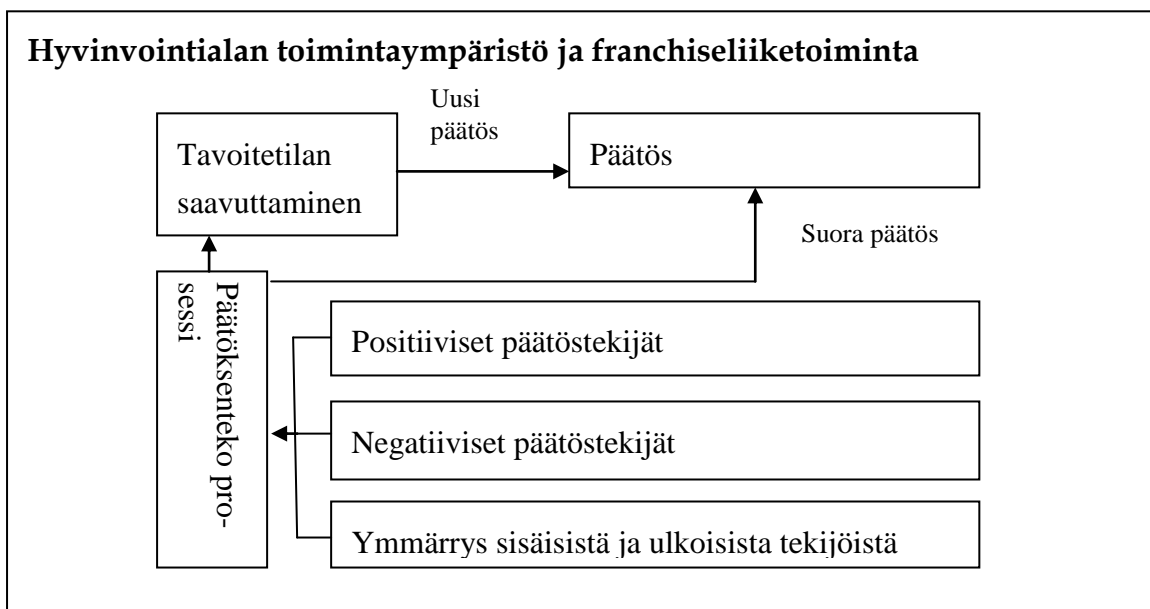 Hyvinvointialan toimintaympäristö ja franchiseliiketoiminta
Uusi
päätös
Tavoitetilan
saavuttaminen
Päätös
Suora päätös
Päätöksenteko pro-
sessi
Positiiviset päätöstekijät
Negatiiviset päätöstekijät
Ymmärrys sisäisistä ja ulkoisista tekijöistä